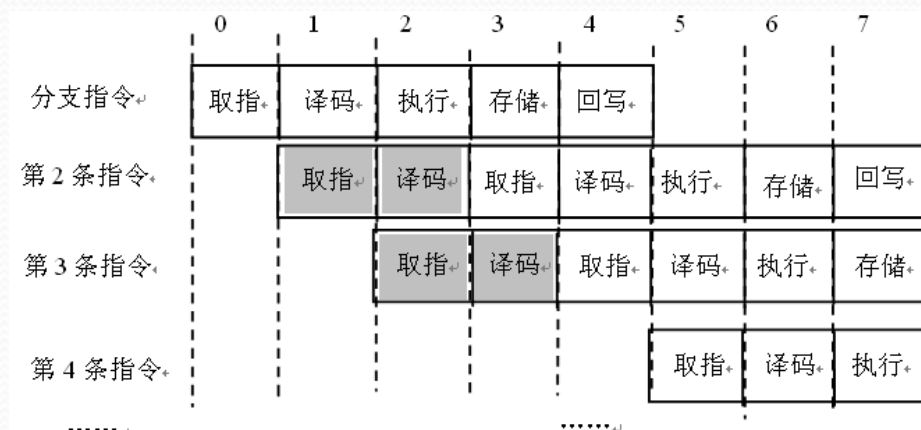 0 1 2 3 4 5 6 7
分支指令 取指 译码 执行 存储 回写
第2条指令 取指 译码 取指 译码 执行 存储 回写
第3条指令 取指 译码 取指 译码 执行 存储
第4条指令 取指 译码 执行
…… ……